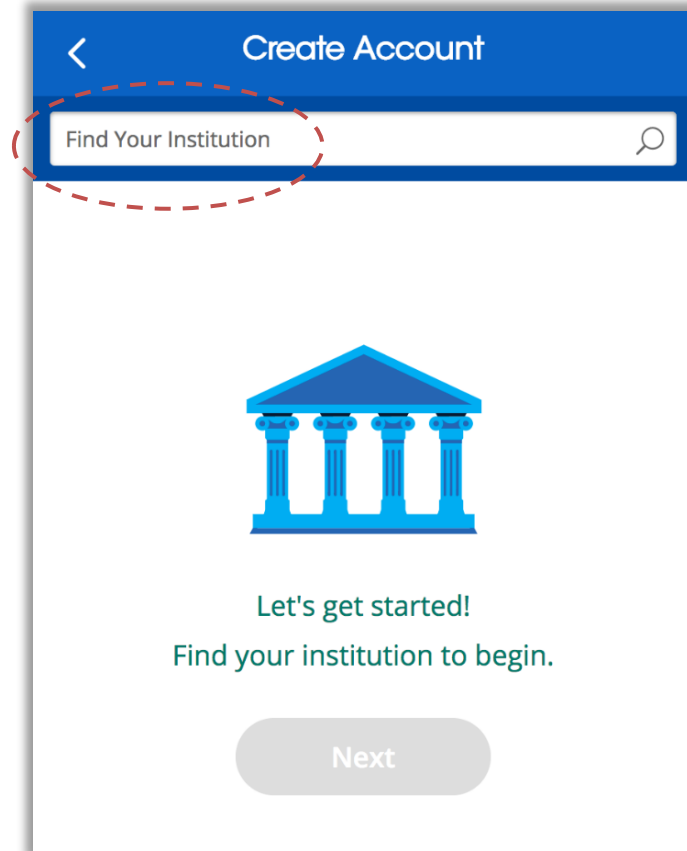 Create Account
Find Your Institution
Let's get started!
Find your institution to begin.
Next